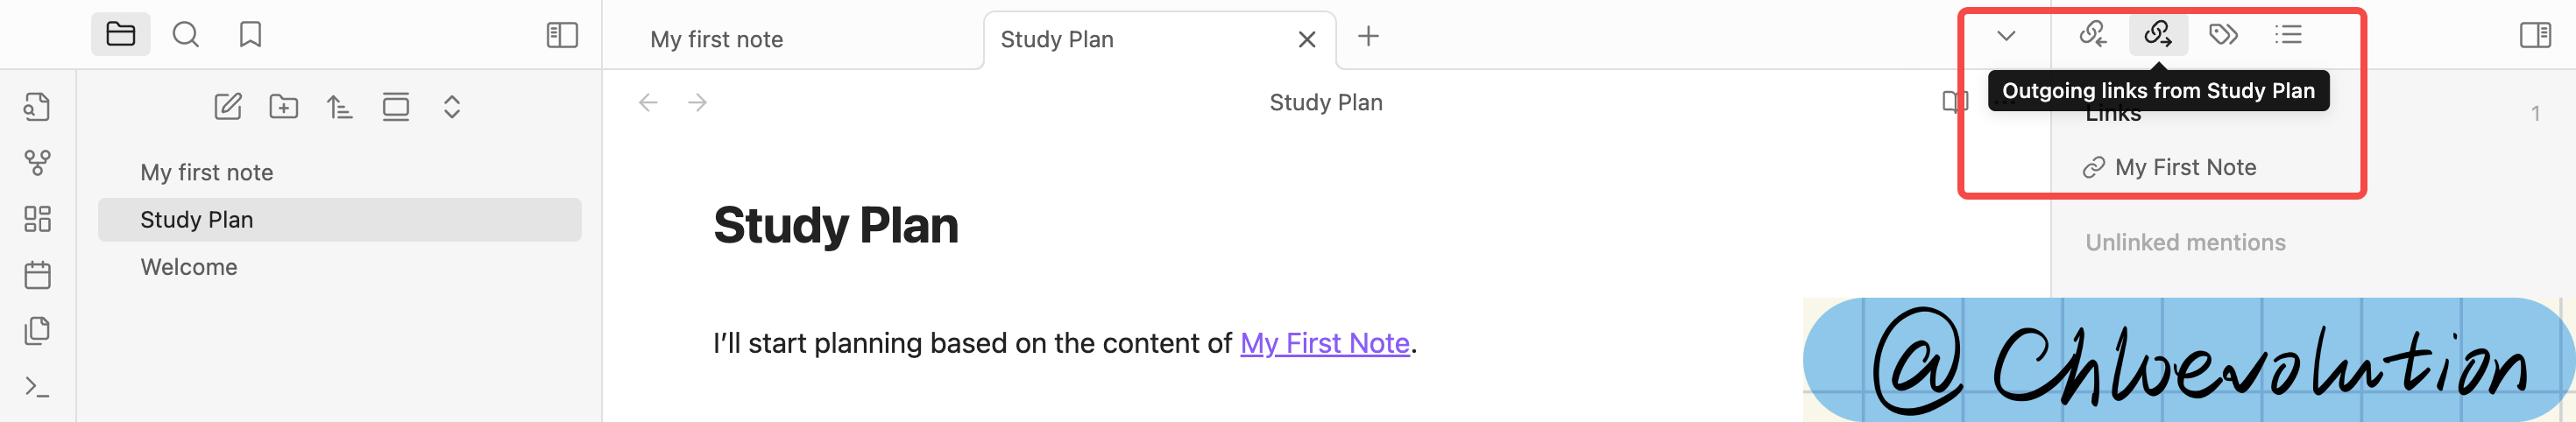 My first note
Study Plan
Outgoing links from Study Plan
Study Plan
Links
1
My first note
My First Note
Study Plan
Study Plan
Unlinked mentions
Welcome
I’ll start planning based on the content of My First Note.
@Chloevolution